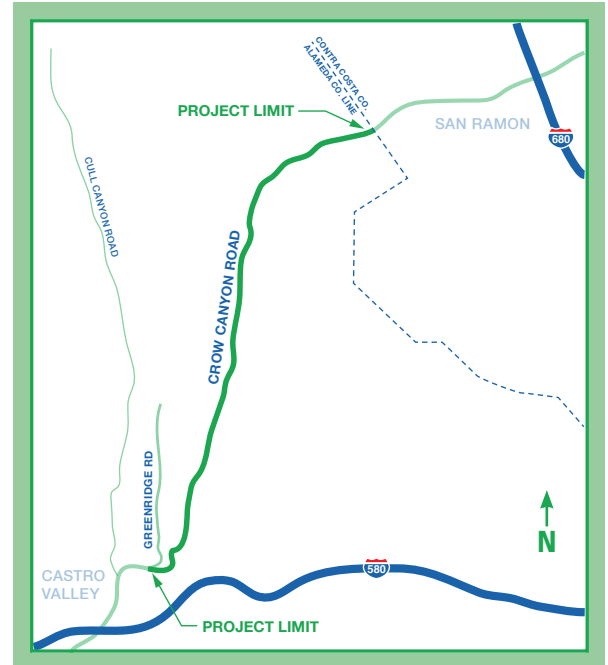 CONTRA COSTA CO.
ALAMEDA CO. LINE
PROJECT LIMIT
SAN RAMON
680
CULL CANYON ROAD
CROW CANYON ROAD
GREENRIDGE RD
N
CASTRO
VALLEY
580
PROJECT LIMIT